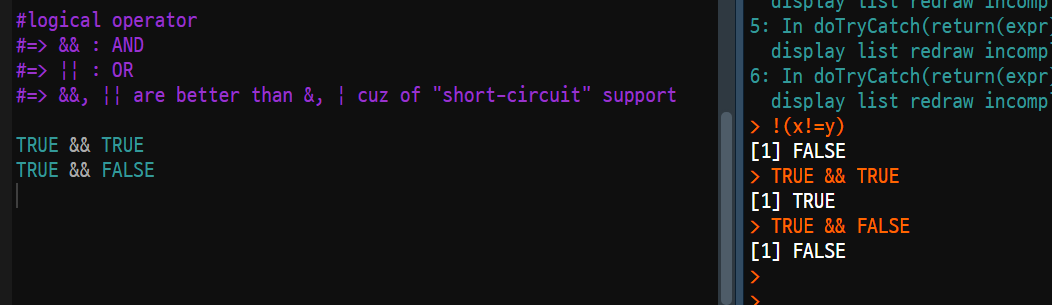 #logical operator
#=> && : AND
#=> || : OR
#=> &&, || are better than &, | cuz of "short-circuit" support
TRUE && TRUE
TRUE && FALSE
display list redraw incomp
5: In doTryCatch(return(expr)
display list redraw incomp
6: In doTryCatch(return(expr)
display list redraw incomp
> !(x!=y)
[1] FALSE
> TRUE && TRUE
[1] TRUE
> TRUE && FALSE
[1] FALSE
>
>